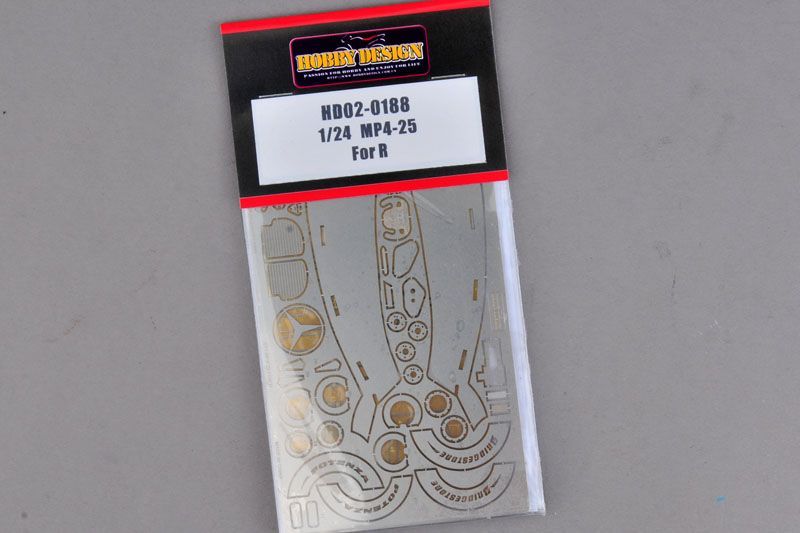 HOBBY DESIGN
PASSION FOR HOBBY AND ENJOY FOR LIFE
HD02-0188
1/24 MP4-25
For R
BRIDGESTONE
POTENZA
POTENZA
BRIDGESTONE